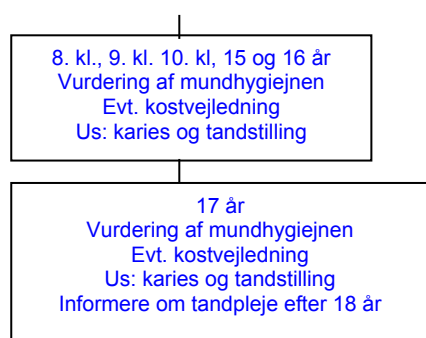 8. kl., 9. kl. 10. kl, 15 og 16 år
Vurdering af mundhygiejnen
Evt. kostvejledning
Us: karies og tandstilling
17 år
Vurdering af mundhygiejnen
Evt. kostvejledning
Us: karies og tandstilling
Informere om tandpleje efter 18 år